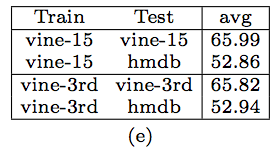 Train Test avg
vine-15 vine-15 65.99
vine-15 hmdb 52.86
vine-3rd vine-3rd 65.82
vine-3rd hmdb 52.94
(e)